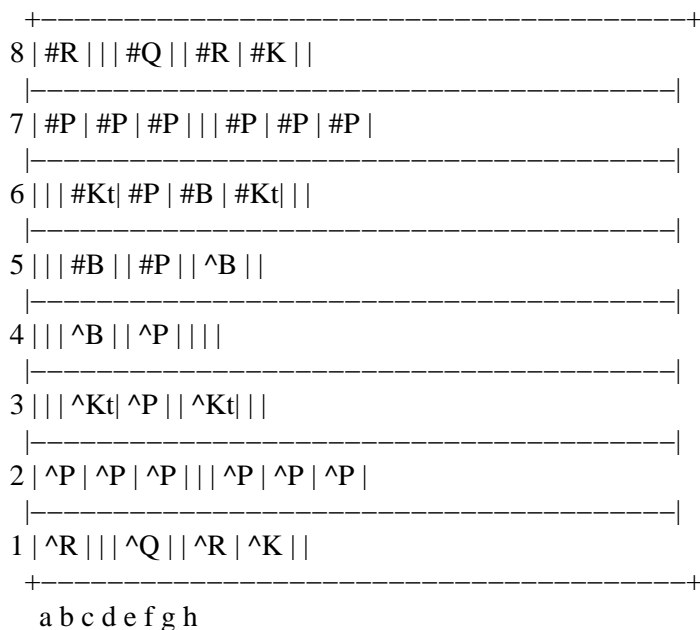 +---------------------------------------+
8 | #R | | | #Q | | #R | #K | |
|---------------------------------------|
7 | #P | #P | #P | | | #P | #P | #P |
|---------------------------------------|
6 | | | #Kt| #P | #B | #Kt| | |
|---------------------------------------|
5 | | | #B | | #P | | ^B | |
|---------------------------------------|
4 | | | ^B | | ^P | | | |
|---------------------------------------|
3 | | | ^Kt| ^P | | ^Kt| | |
|---------------------------------------|
2 | ^P | ^P | ^P | | | ^P | ^P | ^P |
|---------------------------------------|
1 | ^R | | | ^Q | | ^R | ^K | |
+---------------------------------------+
a b c d e f g h